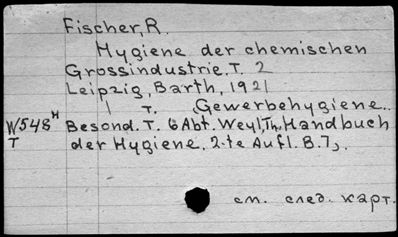 Fischer, R.
Hygiene der chemischen
Grossindustrie. T. 2
Leipzig, Barth, 1921
1 T. Gewerbehygiene..
W548н Besond. T. 6 Abt. Weyl, Th. Handbuch
T der Hygiene. 2-te Aufl. B. 7
см. след. карт.